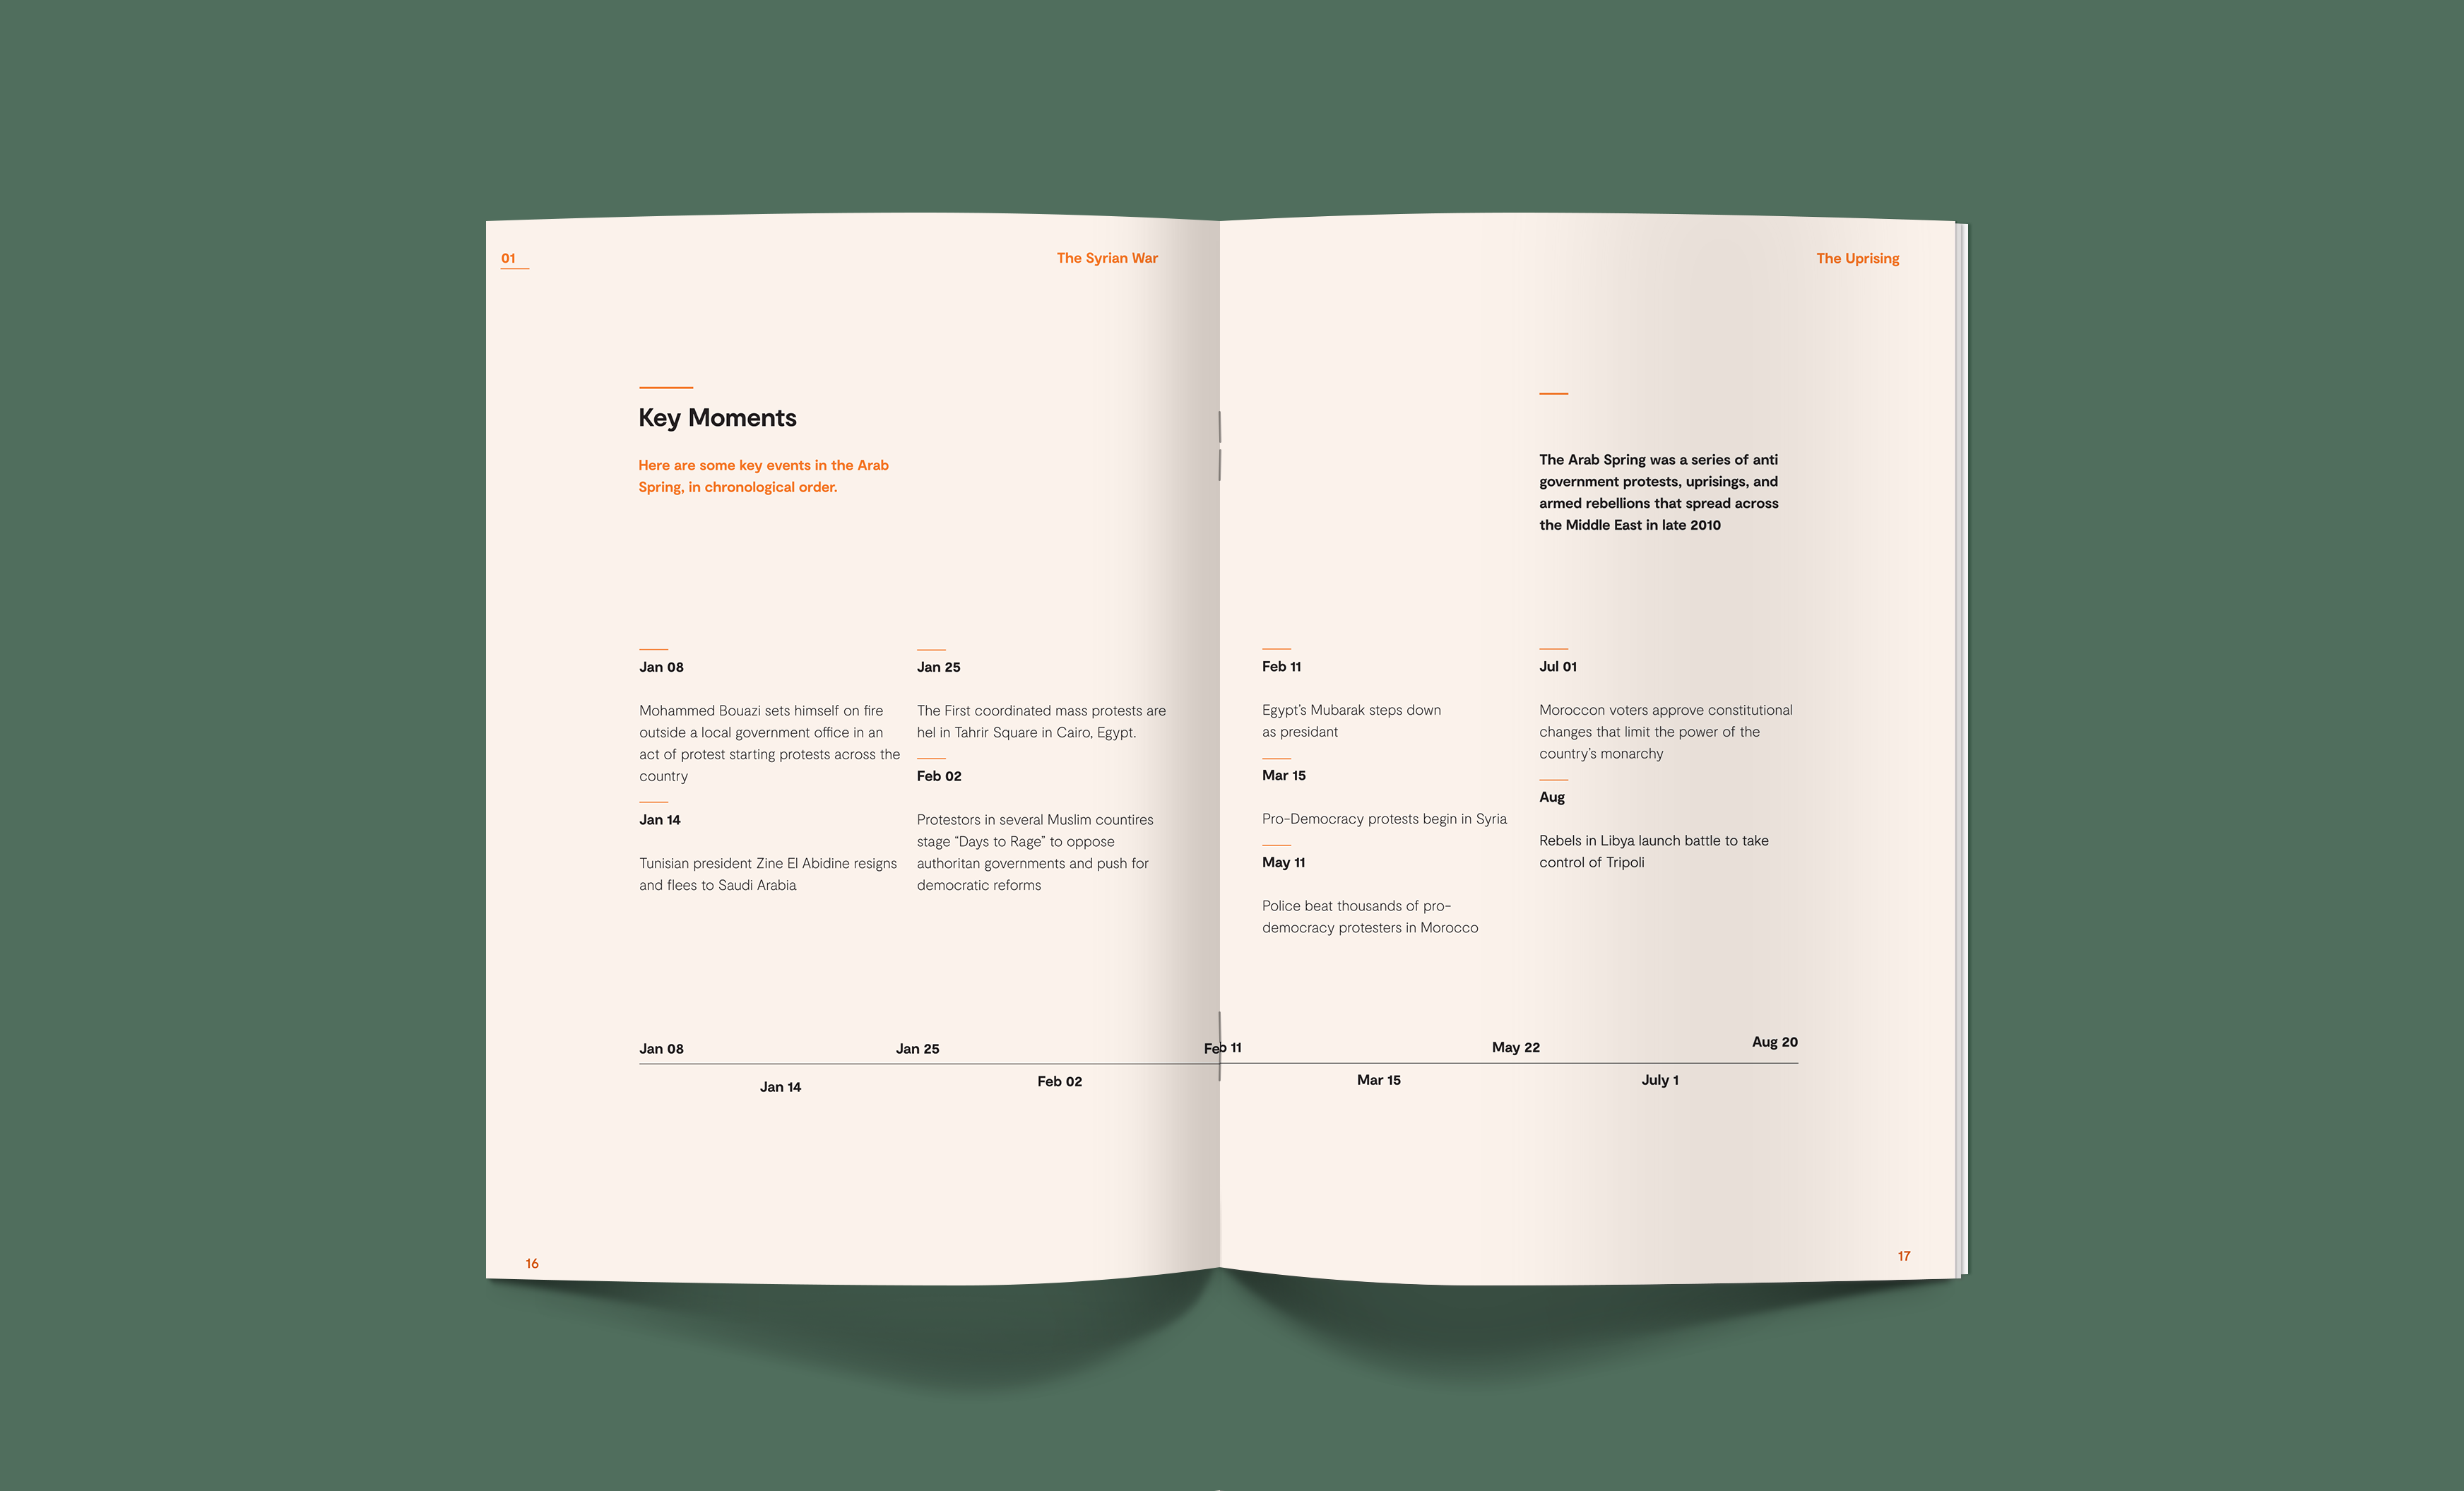 01
The Syrian War
Key Moments
Here are some key events in the Arab
Spring, in chronological order.
Jan 08
Mohammed Bouazi sets himself on fire
outside a local government office in an
act of protest starting protests across the
country
Jan 14
Tunisian president Zine El Abidine resigns
and flees to Saudi Arabia
Jan 25
The First coordinated mass protests are
hel in Tahrir Square in Cairo, Egypt.
Feb 02
Protestors in several Muslim countires
stage “Days to Rage” to oppose
authoritan governments and push for
democratic reforms
The Uprising
The Arab Spring was a series of anti
government protests, uprisings, and
armed rebellions that spread across
the Middle East in late 2010
Feb 11
Egypt’s Mubarak steps down
as presidant
Mar 15
Pro-Democracy protests begin in Syria
May 11
Police beat thousands of pro-
democracy protesters in Morocco
Jul 01
Moroccon voters approve constitutional
changes that limit the power of the
country’s monarchy
Aug
Rebels in Libya launch battle to take
control of Tripoli
Jan 08
Jan 14
Jan 25
Feb 02
Feb 11
Mar 15
May 22
July 1
Aug 20
16
17